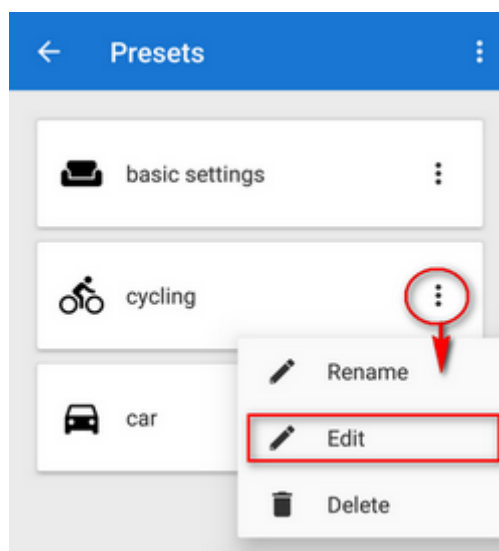 Presets
basic settings
cycling
Rename
car
Edit
Delete